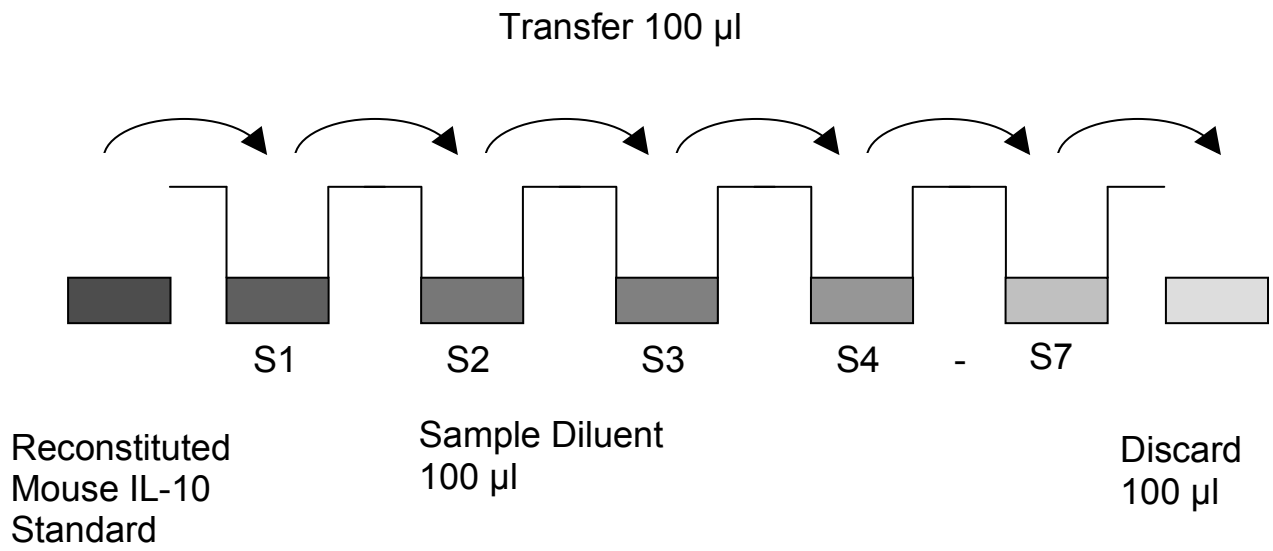 Transfer 100 µl
S1 S2 S3 S4 - S7
Reconstituted
Mouse IL-10
Standard
Sample Diluent
100 µl
Discard
100 µl